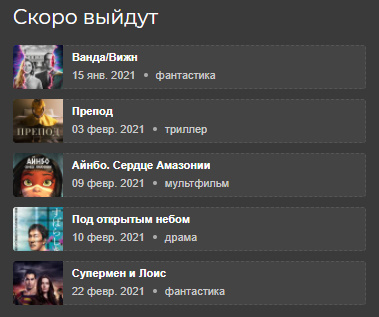 Скоро выйдут
Ванда/Вижн
15 янв. 2021 • фантастика
ПРЕПОД
Препод
03 февр. 2021 • триллер
АЙНБО
Айнбо. Сердце Амазонии
09 февр. 2021 • мультфильм
Под открытым небом
10 февр. 2021 • драма
Супермен и Лоис
22 февр. 2021 • фантастика